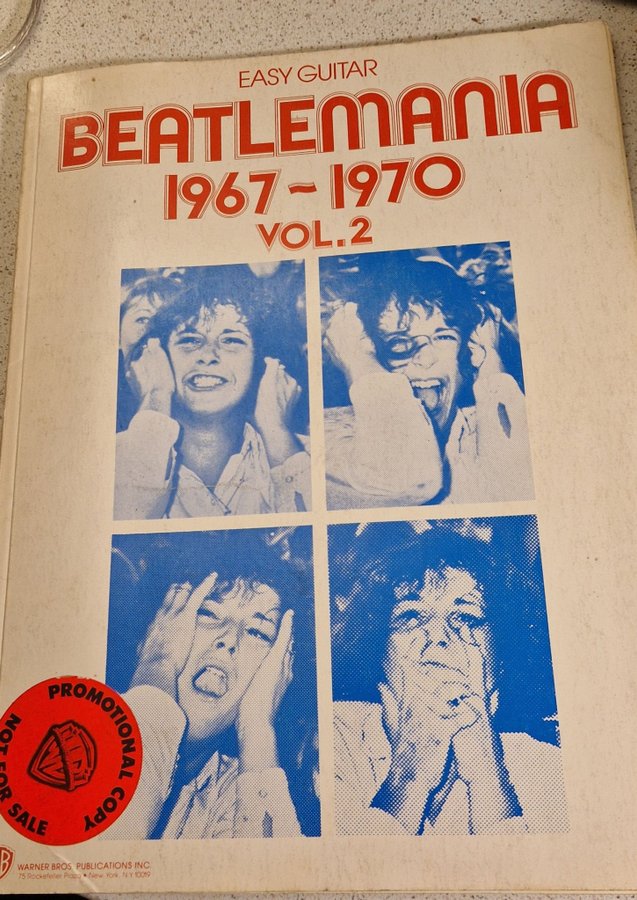 EASY GUITAR
BEATLEMANIA
1967~1970
VOL.2
PROMOTIONAL COPY
NOT FOR SALE
WARNER BROS. PUBLICATIONS INC.
75 Rockefeller Plaza • New York, N.Y. 10019